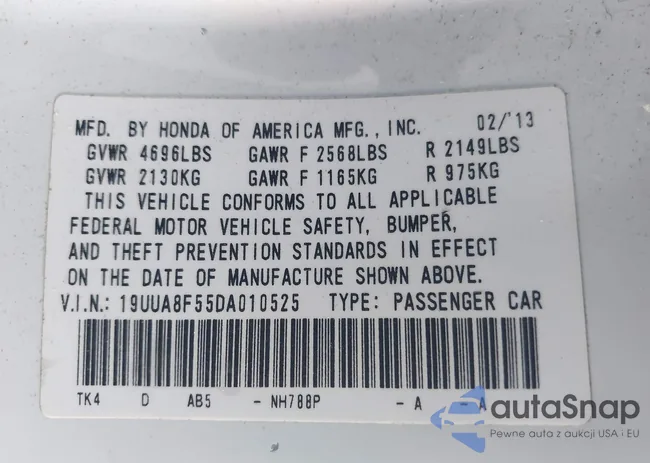 MFD. BY HONDA OF AMERICA MFG., INC. 02/'13
GVWR 4696LBS GAWR F 2568LBS R 2149LBS
GVWR 2130KG GAWR F 1165KG R 975KG
THIS VEHICLE CONFORMS TO ALL APPLICABLE
FEDERAL MOTOR VEHICLE SAFETY, BUMPER,
AND THEFT PREVENTION STANDARDS IN EFFECT
ON THE DATE OF MANUFACTURE SHOWN ABOVE.
V.I.N.: 19UUA8F55DA010525 TYPE: PASSENGER CAR
TK4 D AB5 - NH788P - A - A
autaSnap
Pewne auta z aukcji USA i EU